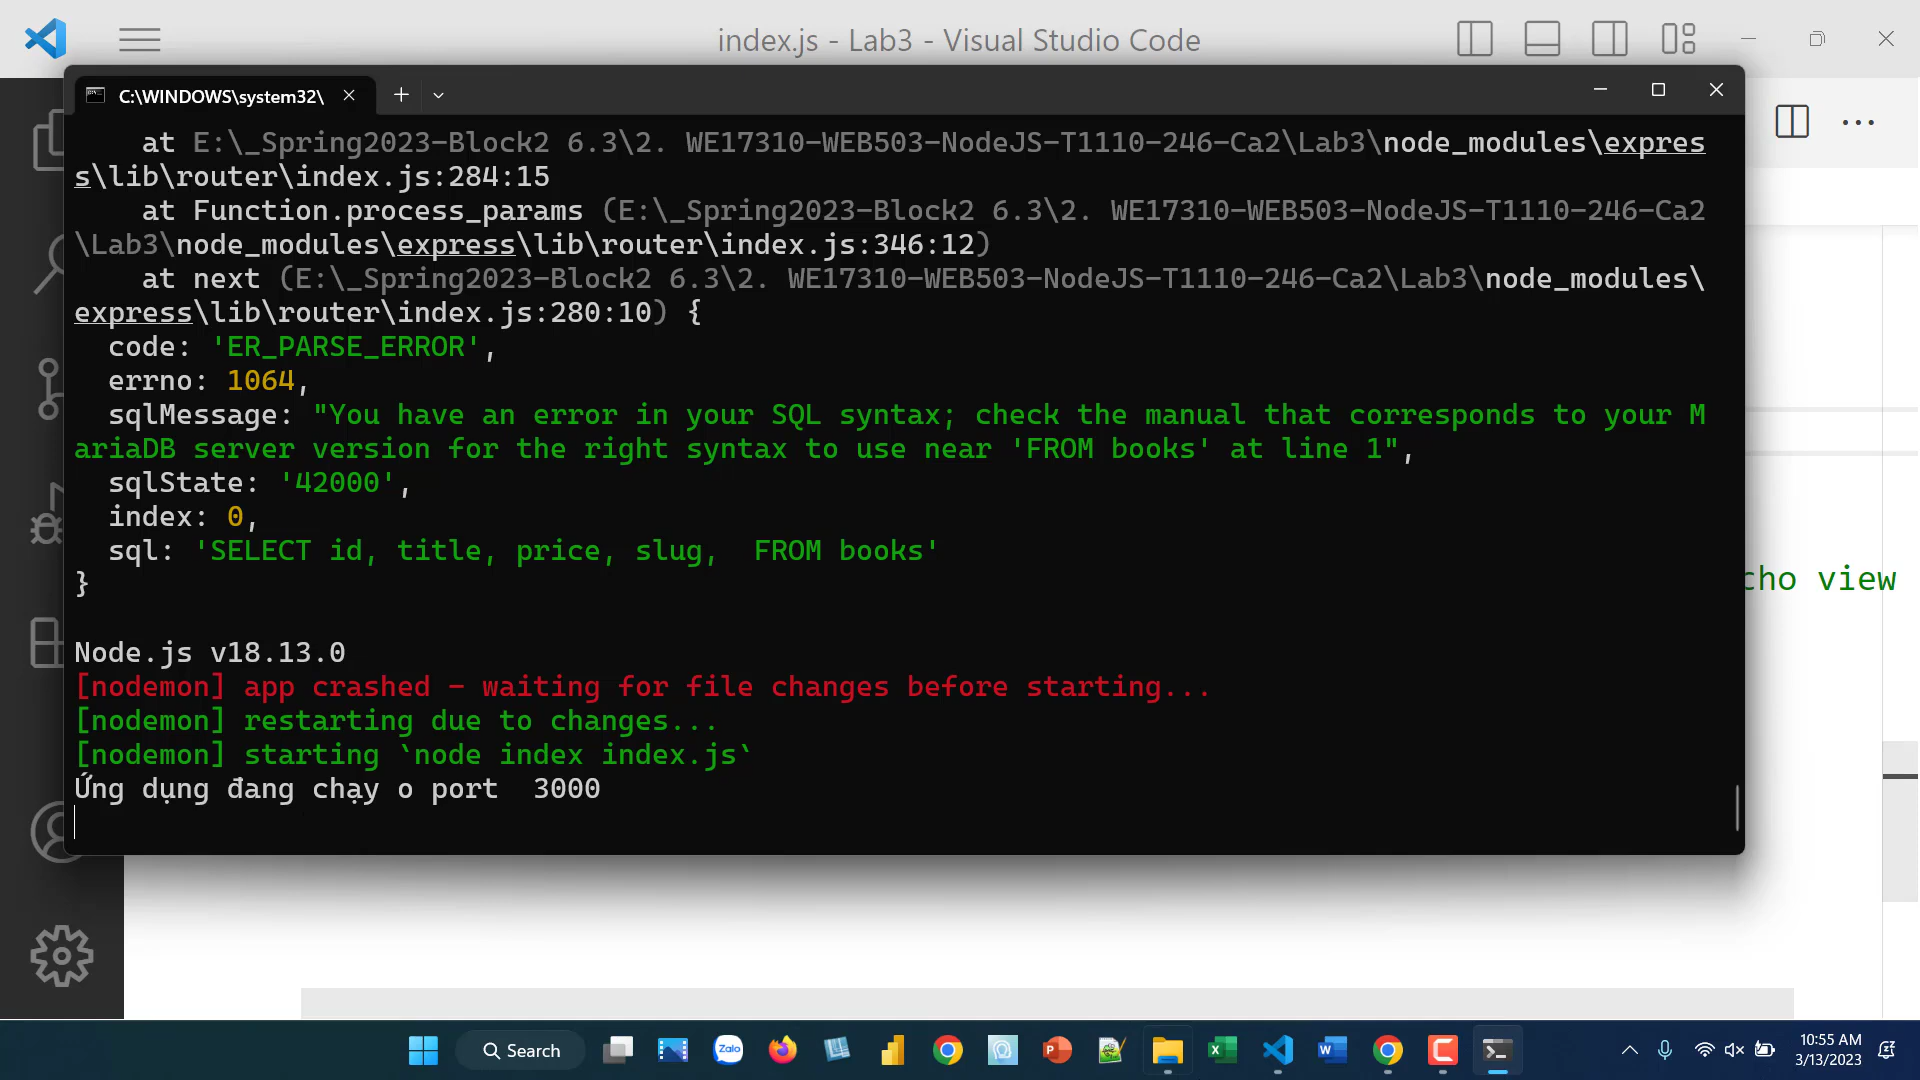 index.js - Lab3 - Visual Studio Code
C:\WINDOWS\system32\
at E:\_Spring2023-Block2 6.3\2. WE17310-WEB503-NodeJS-T1110-246-Ca2\Lab3\node_modules\expres
s\lib\router\index.js:284:15
at Function.process_params (E:\_Spring2023-Block2 6.3\2. WE17310-WEB503-NodeJS-T1110-246-Ca2
\Lab3\node_modules\express\lib\router\index.js:346:12)
at next (E:\_Spring2023-Block2 6.3\2. WE17310-WEB503-NodeJS-T1110-246-Ca2\Lab3\node_modules\
express\lib\router\index.js:280:10) {
code: 'ER_PARSE_ERROR',
errno: 1064,
sqlMessage: "You have an error in your SQL syntax; check the manual that corresponds to your M
ariaDB server version for the right syntax to use near 'FROM books' at line 1",
sqlState: '42000',
index: 0,
sql: 'SELECT id, title, price, slug,  FROM books'
}
cho view
Node.js v18.13.0
[nodemon] app crashed - waiting for file changes before starting...
[nodemon] restarting due to changes...
[nodemon] starting `node index index.js`
Ứng dụng đang chạy o port  3000
Search
Zalo
10:55 AM
3/13/2023